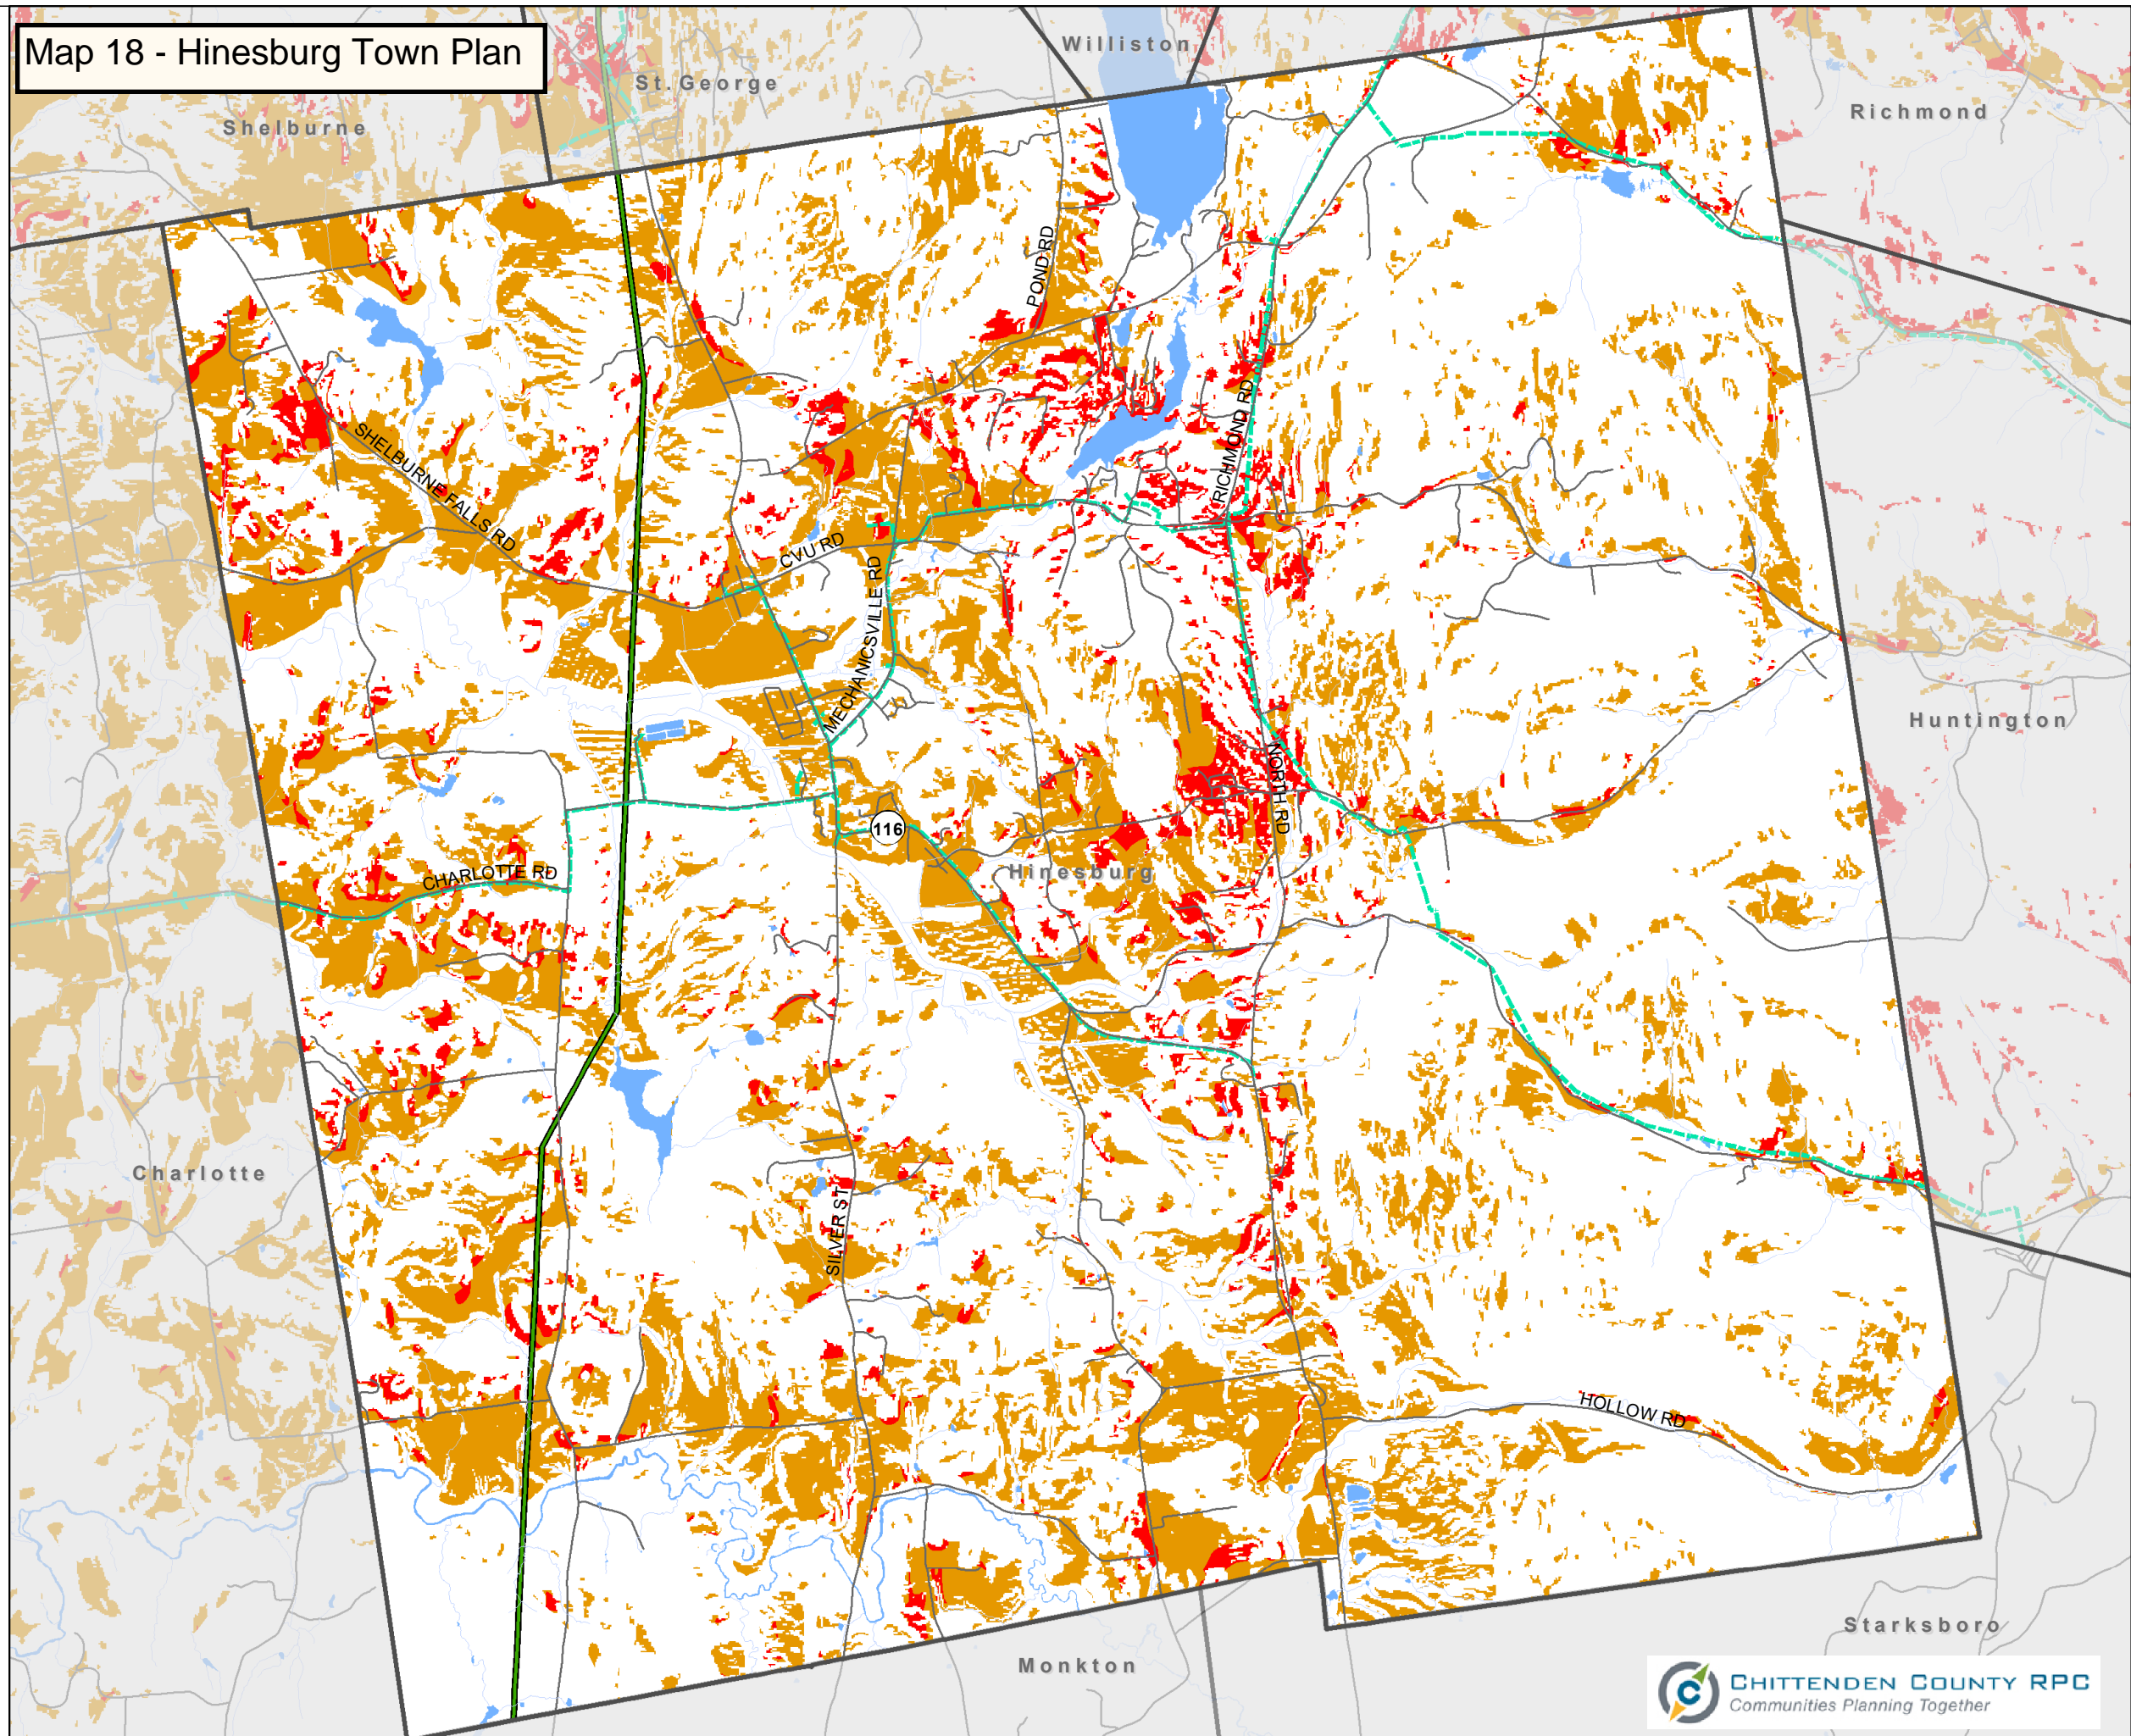 Map 18 - Hinesburg Town Plan
Williston
St. George
Richmond
Shelburne
POND RD
RICHMOND RD
SHELBURNE FALLS RD
CVU RD
MECHANICSVILLE RD
Huntington
NORTH RD
116
Hinesburg
CHARLOTTE RD
Charlotte
SILVER ST
HOLLOW RD
Starksboro
Monkton
CHITTENDEN COUNTY RPC
Communities Planning Together